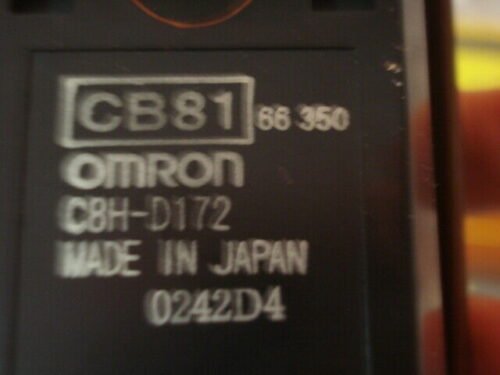 CB81 66 350
omron
C8H-D172
MADE IN JAPAN
0242D4